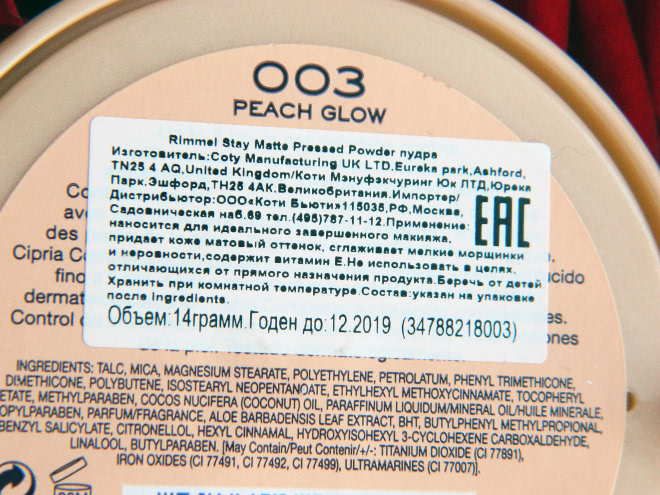 003
PEACH GLOW
Rimmel Stay Matte Pressed Powder пудра
Изготовитель:Coty Manufacturing UK LTD.Eureka park,Ashford,
TN25 4 AQ,United Kingdom/Коти Мэнуфэкчуринг Юк ЛТД,Юрека
Парк.Эшфорд,ТН25 4АК.Великобритания.Импортер/
Дистрибьютор:ООО«Коти Бьюти»115035,РФ,Москва,
Садовническая наб.69 тел.(495)787-11-12.Применение:
наносится для идеального завершенного макияжа,
придает коже матовый оттенок, сглаживает мелкие морщинки
и неровности,содержит витамин Е.Не использовать в целях,
отличающихся от прямого назначения продукта.Беречь от детей
Хранить при комнатной температуре.Состав:указан на упаковке
после ingredients.
Объем:14грамм.Годен до:12.2019 (34788218003)
EAC
des
Cipria
find
dermat
Control
INGREDIENTS: TALC, MICA, MAGNESIUM STEARATE, POLYETHYLENE, PETROLATUM, PHENYL TRIMETHICONE,
DIMETHICONE, POLYBUTENE, ISOSTEARYL NEOPENTANOATE, ETHYLHEXYL METHOXYCINNAMATE, TOCOPHERYL
ETATE, METHYLPARABEN, COCOS NUCIFERA (COCONUT) OIL, PARAFFINUM LIQUIDUM/MINERAL OIL/HUILE MINERALE,
OPYLPARABEN, PARFUM/FRAGRANCE, ALOE BARBADENSIS LEAF EXTRACT, BHT, BUTYLPHENYL METHYLPROPIONAL,
BENZYL SALICYLATE, CITRONELLOL, HEXYL CINNAMAL, HYDROXYISOHEXYL 3-CYCLOHEXENE CARBOXALDEHYDE,
LINALOOL, BUTYLPARABEN. [May Contain/Peut Contenir/+/-: TITANIUM DIOXIDE (CI 77891),
IRON OXIDES (CI 77491, CI 77492, CI 77499), ULTRAMARINES (CI 77007)].